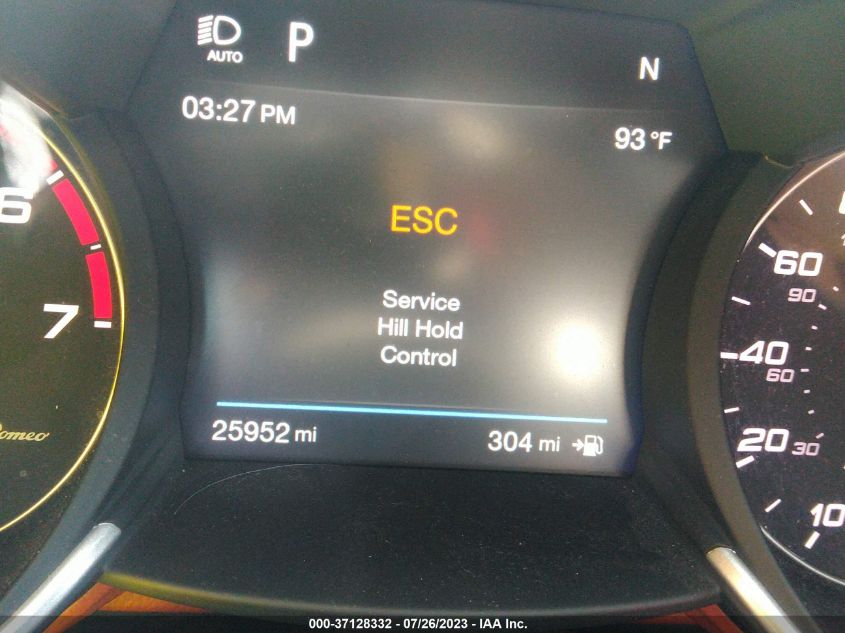 AUTO
P
N
03:27 PM
93 °F
ESC
Service
Hill Hold
Control
25952 mi
304 mi
6
7
60
90
40
60
20
30
10
000-37128332 - 07/26/2023 - IAA Inc.